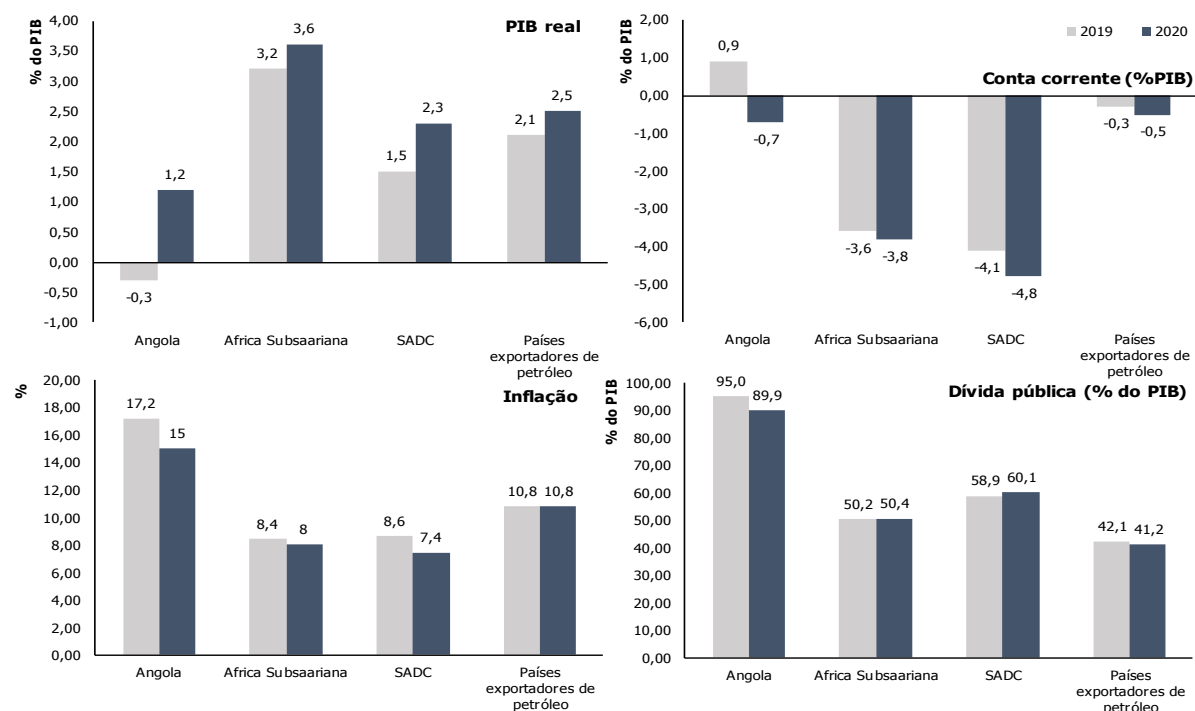 PIB real
% do PIB
4,00
3,50
3,00
2,50
2,00
1,50
1,00
0,50
0,00
-0,50
-1,00
-0,3
1,2
3,2
3,6
1,5
2,3
2,1
2,5
Angola
Africa Subsaariana
SADC
Países
exportadores de
petróleo
2019
2020
Conta corrente (%PIB)
2,00
1,00
0,00
-1,00
-2,00
-3,00
-4,00
-5,00
-6,00
0,9
-0,7
-3,6
-3,8
-4,1
-4,8
-0,3
-0,5
Angola
Africa Subsaariana
SADC
Países
exportadores de
petróleo
Inflação
%
20,00
18,00
16,00
14,00
12,00
10,00
8,00
6,00
4,00
2,00
0,00
17,2
15
8,4
8
8,6
7,4
10,8
10,8
Angola
Africa Subsaariana
SADC
Países
exportadores de
petróleo
Dívida pública (% do PIB)
% do PIB
100,00
90,00
80,00
70,00
60,00
50,00
40,00
30,00
20,00
10,00
0,00
95,0
89,9
50,2
50,4
58,9
60,1
42,1
41,2
Angola
Africa Subsaariana
SADC
Países
exportadores de
petróleo